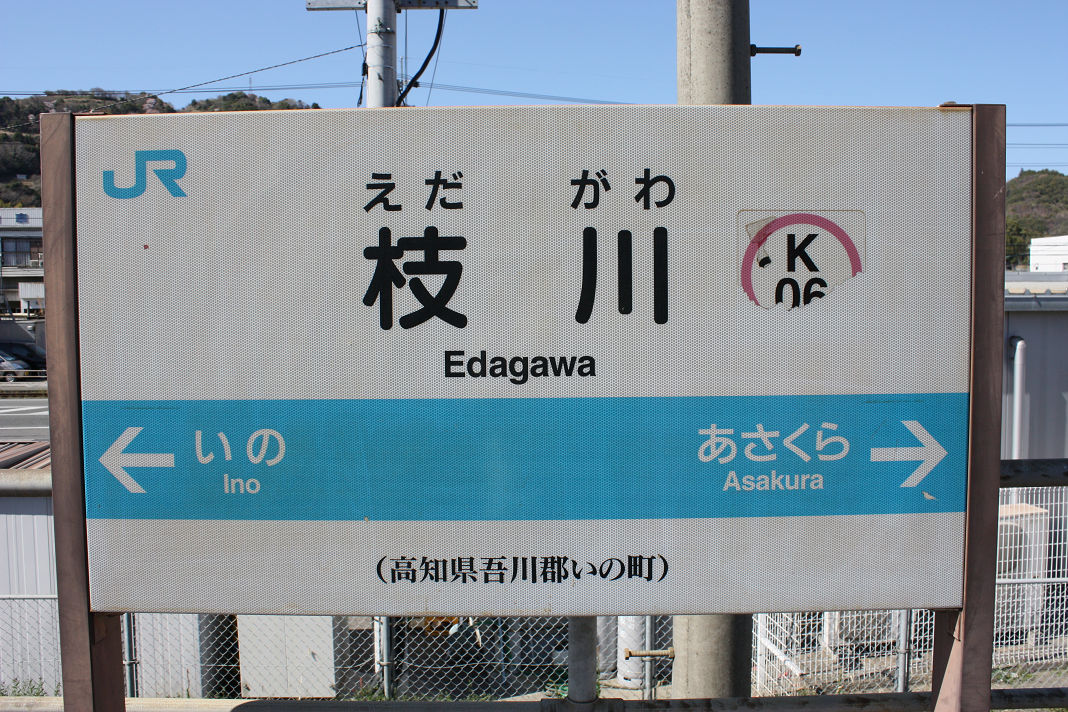 JR
えだ がわ
枝 川
K
06
Edagawa
いの
Ino
あさくら
Asakura
(高知県吾川郡いの町)